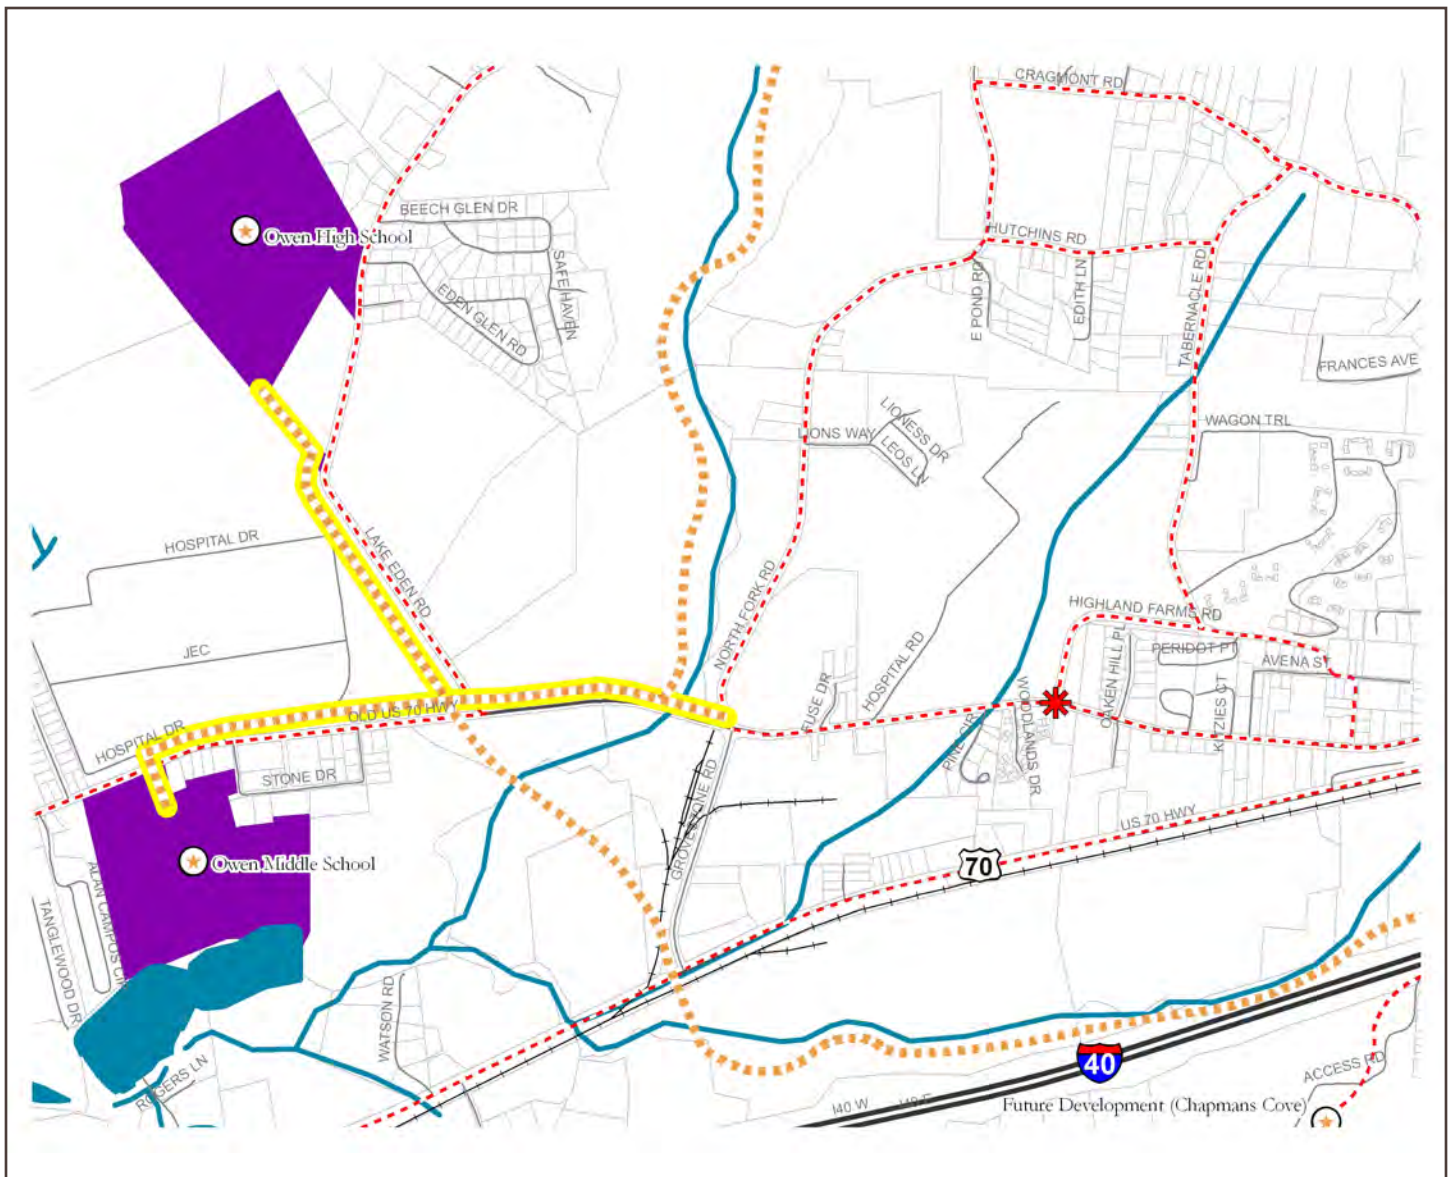 CRAGMONT RD
BEECH GLEN DR
Owen High School
HUTCHINS RD
SAFE HAVEN
EDEN GLEN RD
E POND RD
EDITH LN
TABERNACLE RD
FRANCES AVE
LIONESS DR
LIONS WAY
LEOS LN
WAGON TRL
HOSPITAL DR
LAKE EDEN RD
NORTH FORK RD
HIGHLAND FARMS RD
JEC
HOSPITAL RD
OAKEN HILL PL
PERIDOT PT
AVENA ST
FUSE DR
WOODLANDS DR
KITZIES CT
OLD US 70 HWY
HOSPITAL DR
PINE CIR
STONE DR
GROVESTONE RD
US 70 HWY
70
Owen Middle School
ALAN CAMPOS CIR
TANGLEWOOD DR
WATSON RD
ROGERS LN
40
ACCESS RD
I40 W
I40 E
Future Development (Chapmans Cove)